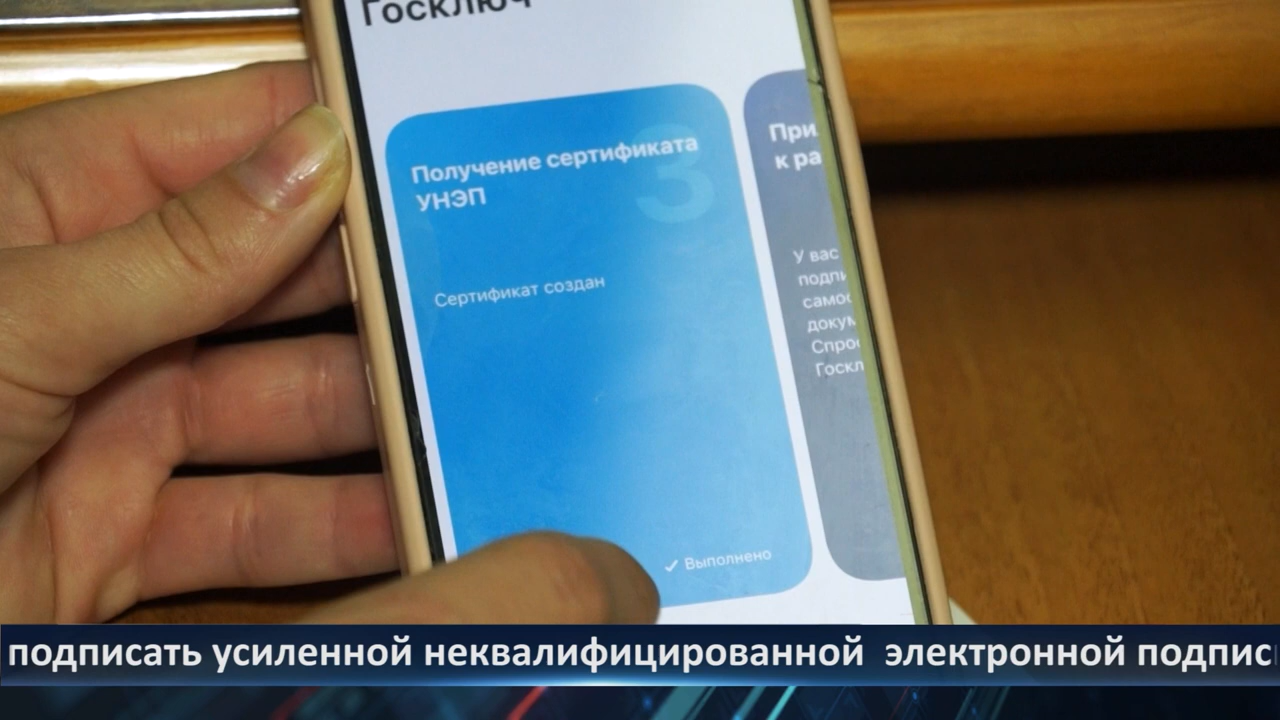 Госключ
3
Получение сертификата
УНЭП
Сертификат создан
Выполнено
При
к ра
У вас
подпи
самос
докум
Спрос
Госкл
подписать усиленной неквалифицированной электронной подпис